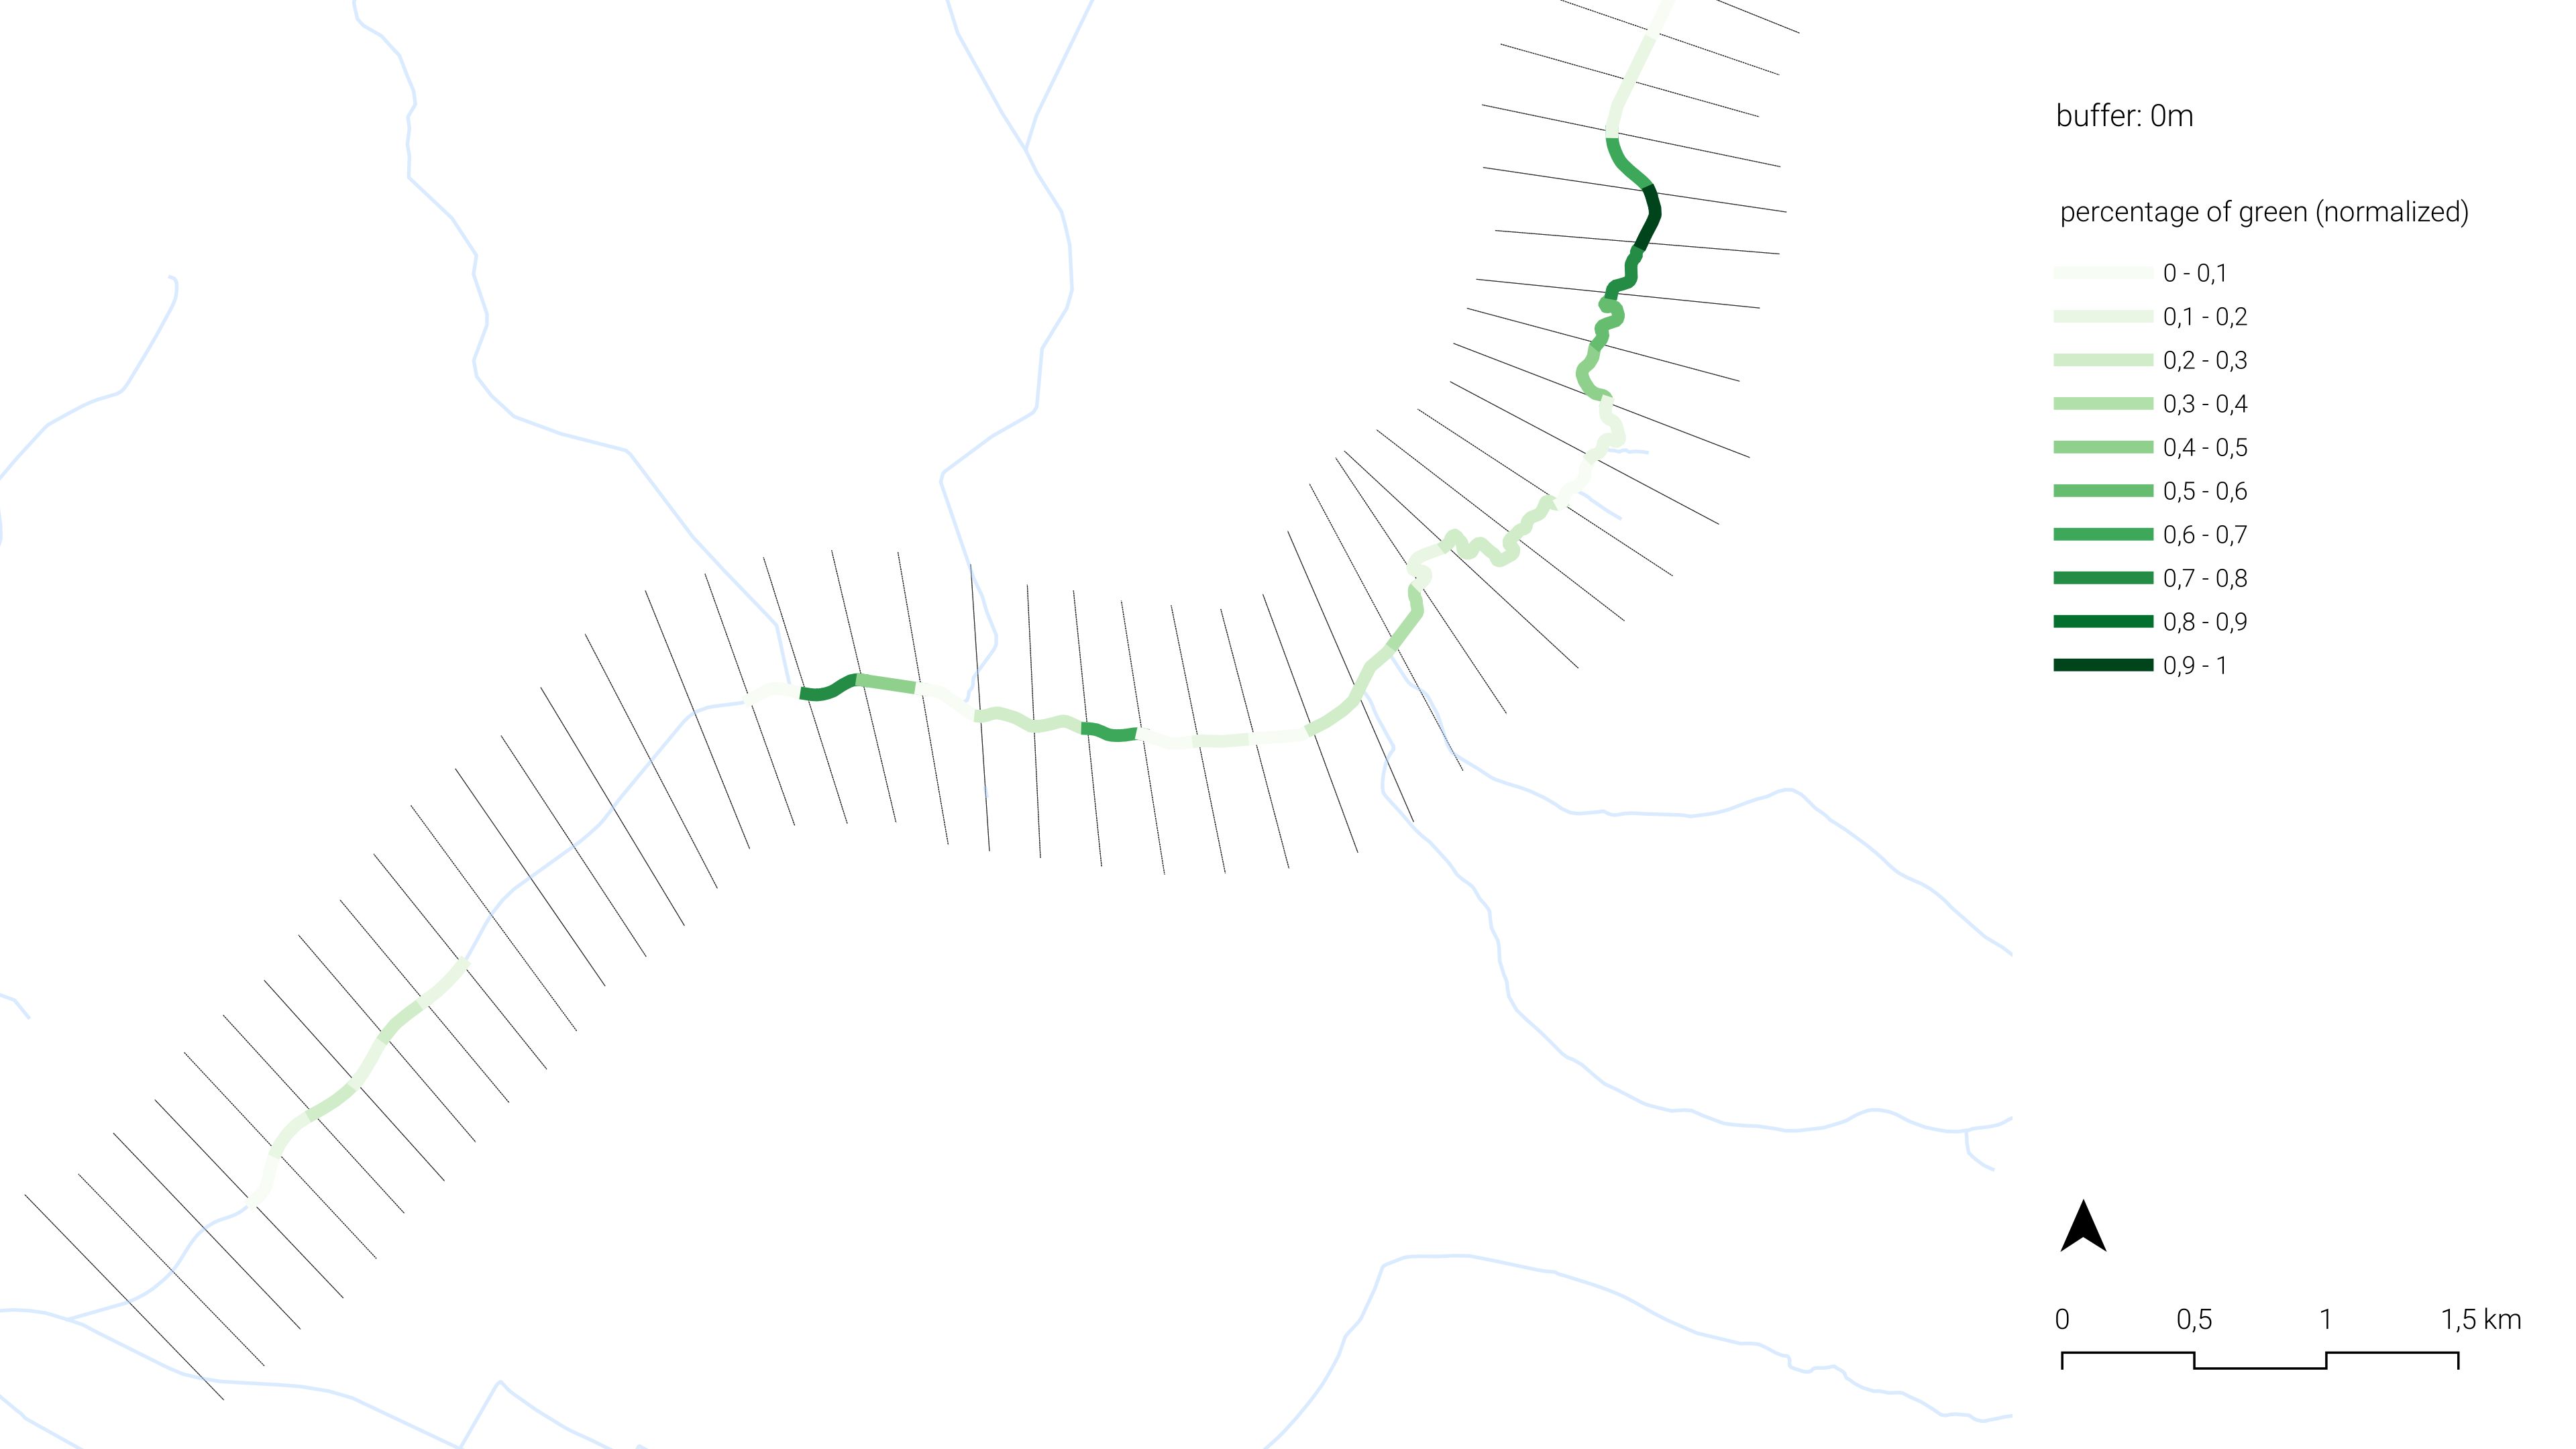 buffer: 0m
percentage of green (normalized)
0 - 0,1
0,1 - 0,2
0,2 - 0,3
0,3 - 0,4
0,4 - 0,5
0,5 - 0,6
0,6 - 0,7
0,7 - 0,8
0,8 - 0,9
0,9 - 1
0 0,5 1 1,5 km